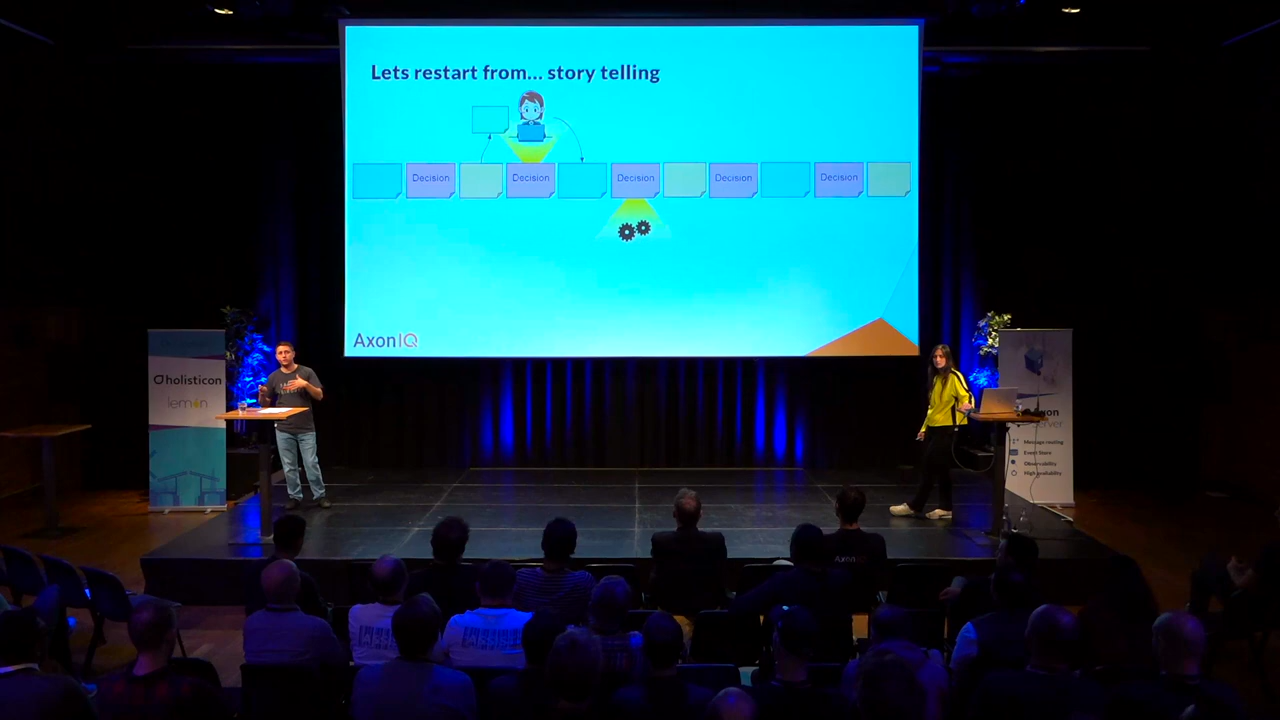 Lets restart from... story telling
Decision
Decision
Decision
Decision
Decision
AxonIQ
holisticon
lemon
Message routing
Event Store
Observability
High availability
Axon